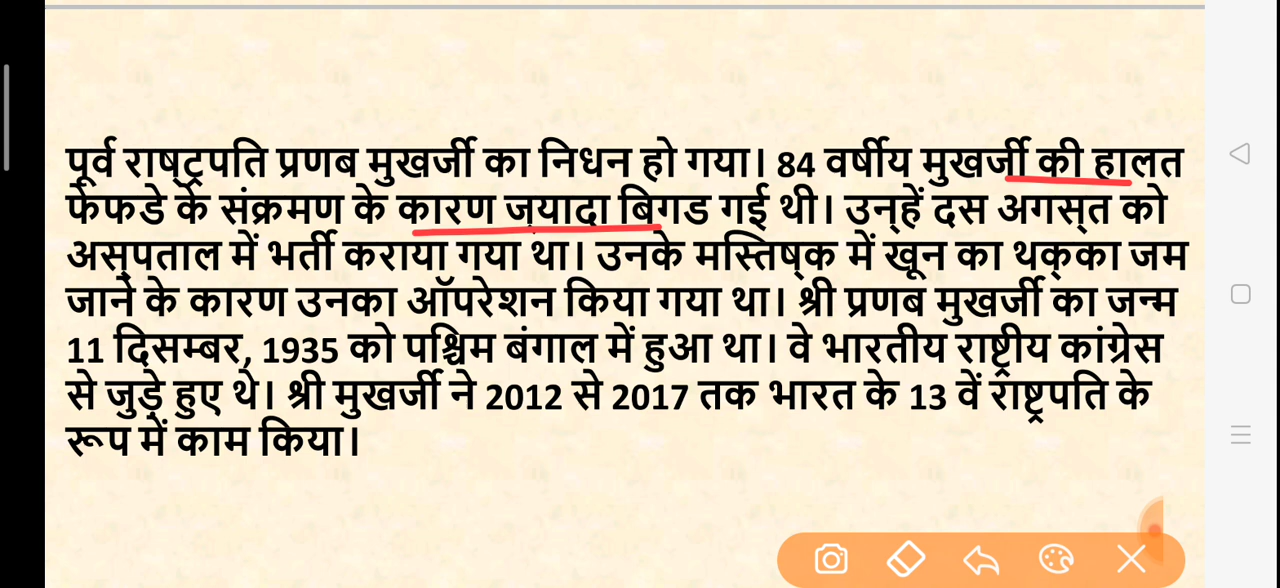 पूर्व राष्ट्रपति प्रणब मुखर्जी का निधन हो गया। 84 वर्षीय मुखर्जी की हालत
फेफडे के संक्रमण के कारण ज्यादा बिगड गई थी। उन्हें दस अगस्त को
अस्पताल में भर्ती कराया गया था। उनके मस्तिष्क में खून का थक्का जम
जाने के कारण उनका ऑपरेशन किया गया था। श्री प्रणब मुखर्जी का जन्म
11 दिसम्बर, 1935 को पश्चिम बंगाल में हुआ था। वे भारतीय राष्ट्रीय कांग्रेस
से जुड़े हुए थे। श्री मुखर्जी ने 2012 से 2017 तक भारत के 13 वें राष्ट्रपति के
रूप में काम किया।